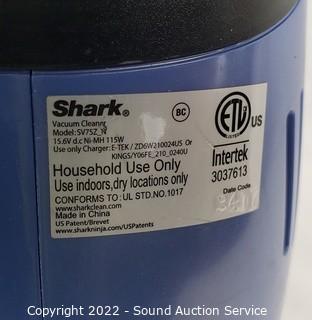 Shark®
Vacuum Cleaner
Model:SV75Z_N
15.6V d.c Ni-MH 115W
Use only Charger:E-TEK / ZD6W210024US Or
KINGS/Y06FE_210_0240U
Household Use Only
Use indoors,dry locations only
CONFORMS TO:UL STD.NO.1017
www.sharkclean.com
Made in China
US Patent/Brevet
www.sharkninja.com/USPatents
BC
ETL US
LISTED
Intertek
3037613
Date Code
Copyright 2022 - Sound Auction Service